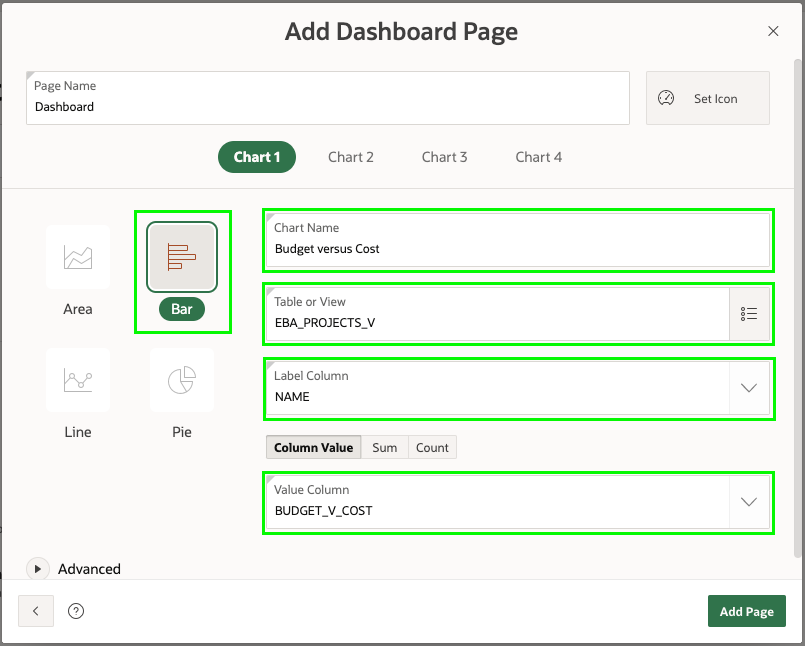 Add Dashboard Page
Page Name
Dashboard
Set Icon
Chart 1
Chart 2
Chart 3
Chart 4
Area
Bar
Line
Pie
Chart Name
Budget versus Cost
Table or View
EBA_PROJECTS_V
Label Column
NAME
Column Value
Sum
Count
Value Column
BUDGET_V_COST
Advanced
Add Page